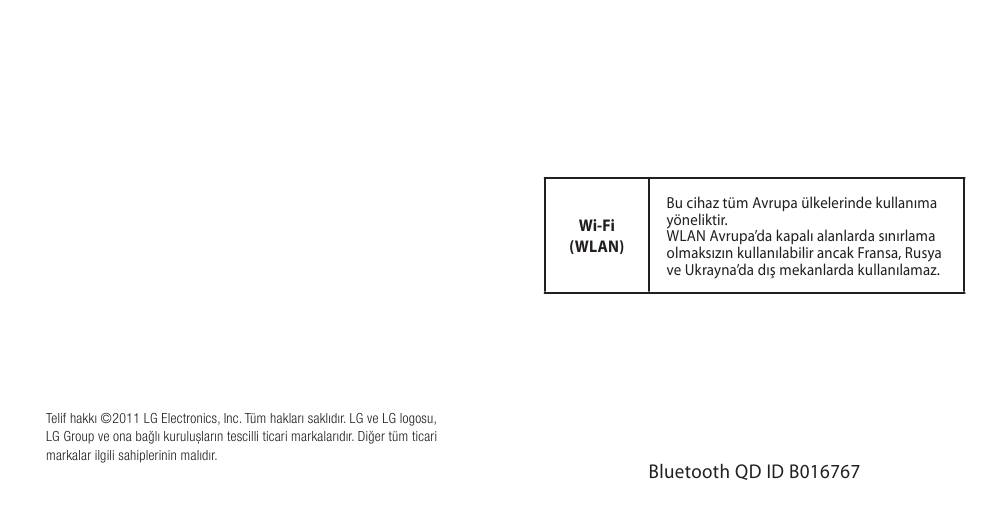 Wi-Fi
(WLAN)
Bu cihaz tüm Avrupa ülkelerinde kullanıma
yöneliktir.
WLAN Avrupa’da kapalı alanlarda sınırlama
olmaksızın kullanılabilir ancak Fransa, Rusya
ve Ukrayna’da dış mekanlarda kullanılamaz.
Telif hakkı ©2011 LG Electronics, Inc. Tüm hakları saklıdır. LG ve LG logosu,
LG Group ve ona bağlı kuruluşların tescilli ticari markalarıdır. Diğer tüm ticari
markalar ilgili sahiplerinin malıdır.
Bluetooth QD ID B016767